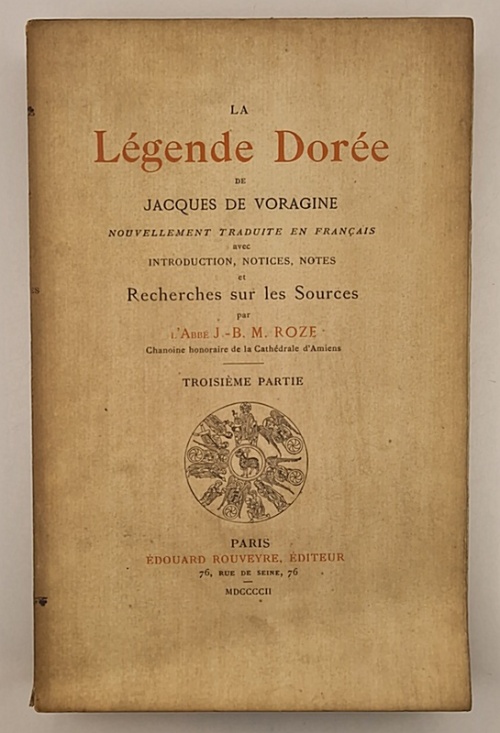 LA
Légende Dorée
DE
JACQUES DE VORAGINE
NOUVELLEMENT TRADUITE EN FRANÇAIS
avec
INTRODUCTION, NOTICES, NOTES
et
Recherches sur les Sources
par
L'ABBÉ J.-B. M. ROZE
Chanoine honoraire de la Cathédrale d'Amiens
TROISIÈME PARTIE
PARIS
ÉDOUARD ROUVEYRE, ÉDITEUR
76, RUE DE SEINE, 76
MDCCCCII